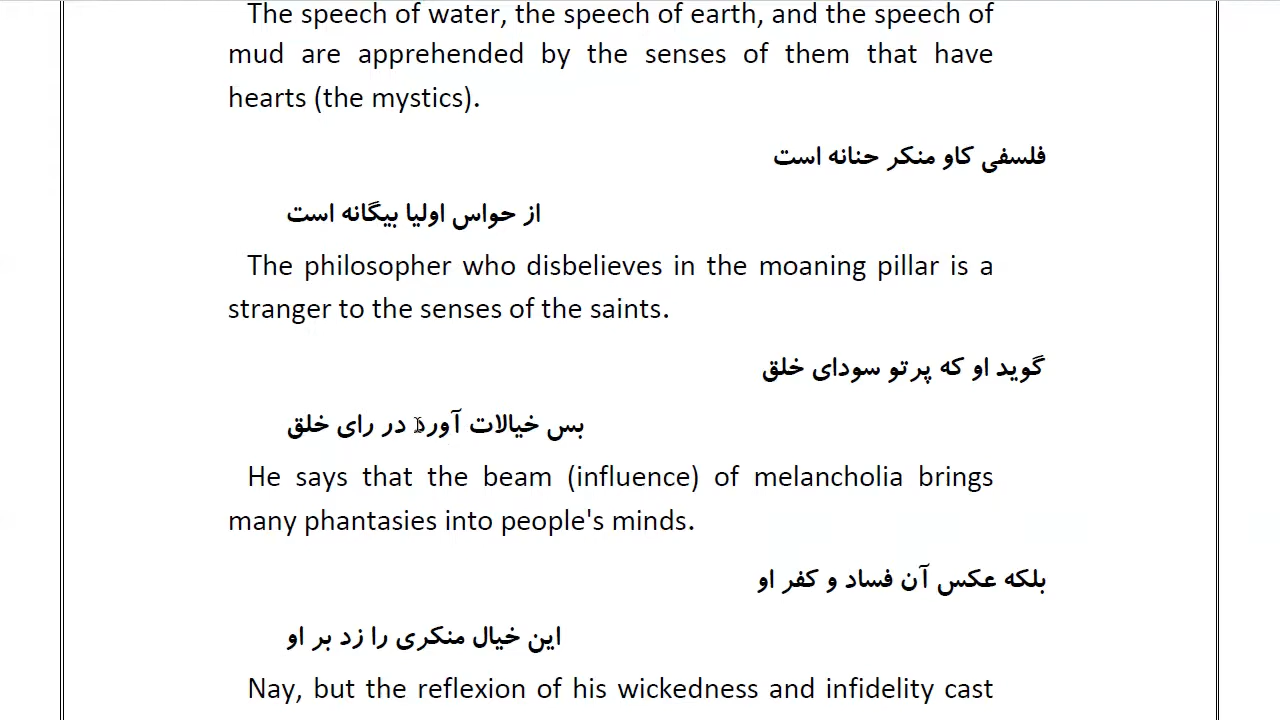 The speech of water, the speech of earth, and the speech of
mud are apprehended by the senses of them that have
hearts (the mystics).
فلسفی کاو منکر حنانه است
از حواس اولیا بیگانه است
The philosopher who disbelieves in the moaning pillar is a
stranger to the senses of the saints.
گوید او که پرتو سودای خلق
بس خیالات آورد در رای خلق
He says that the beam (influence) of melancholia brings
many phantasies into people's minds.
بلکه عکس آن فساد و کفر او
این خیال منکری را زد بر او
Nay, but the reflexion of his wickedness and infidelity cast